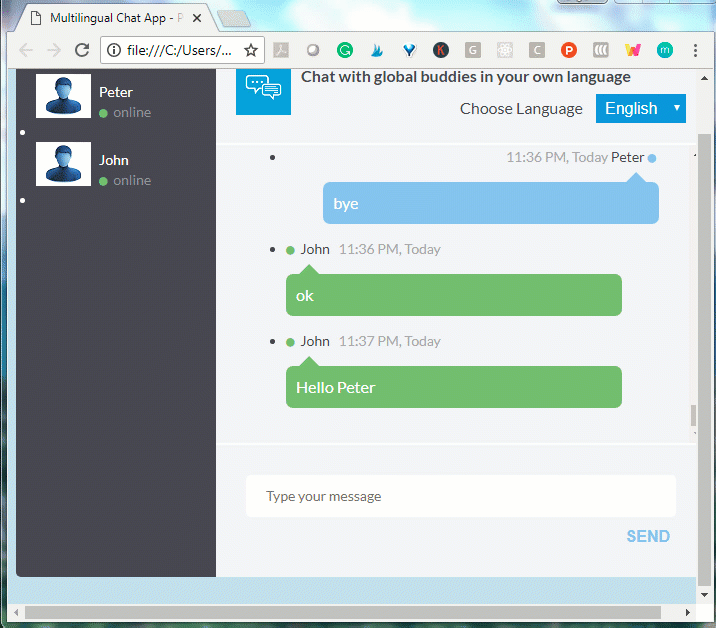 Multilingual Chat App - P
file:///C:/Users/...
Peter
online
John
online
Chat with global buddies in your own language
Choose Language
English
11:36 PM, Today Peter
bye
John 11:36 PM, Today
ok
John 11:37 PM, Today
Hello Peter
Type your message
SEND